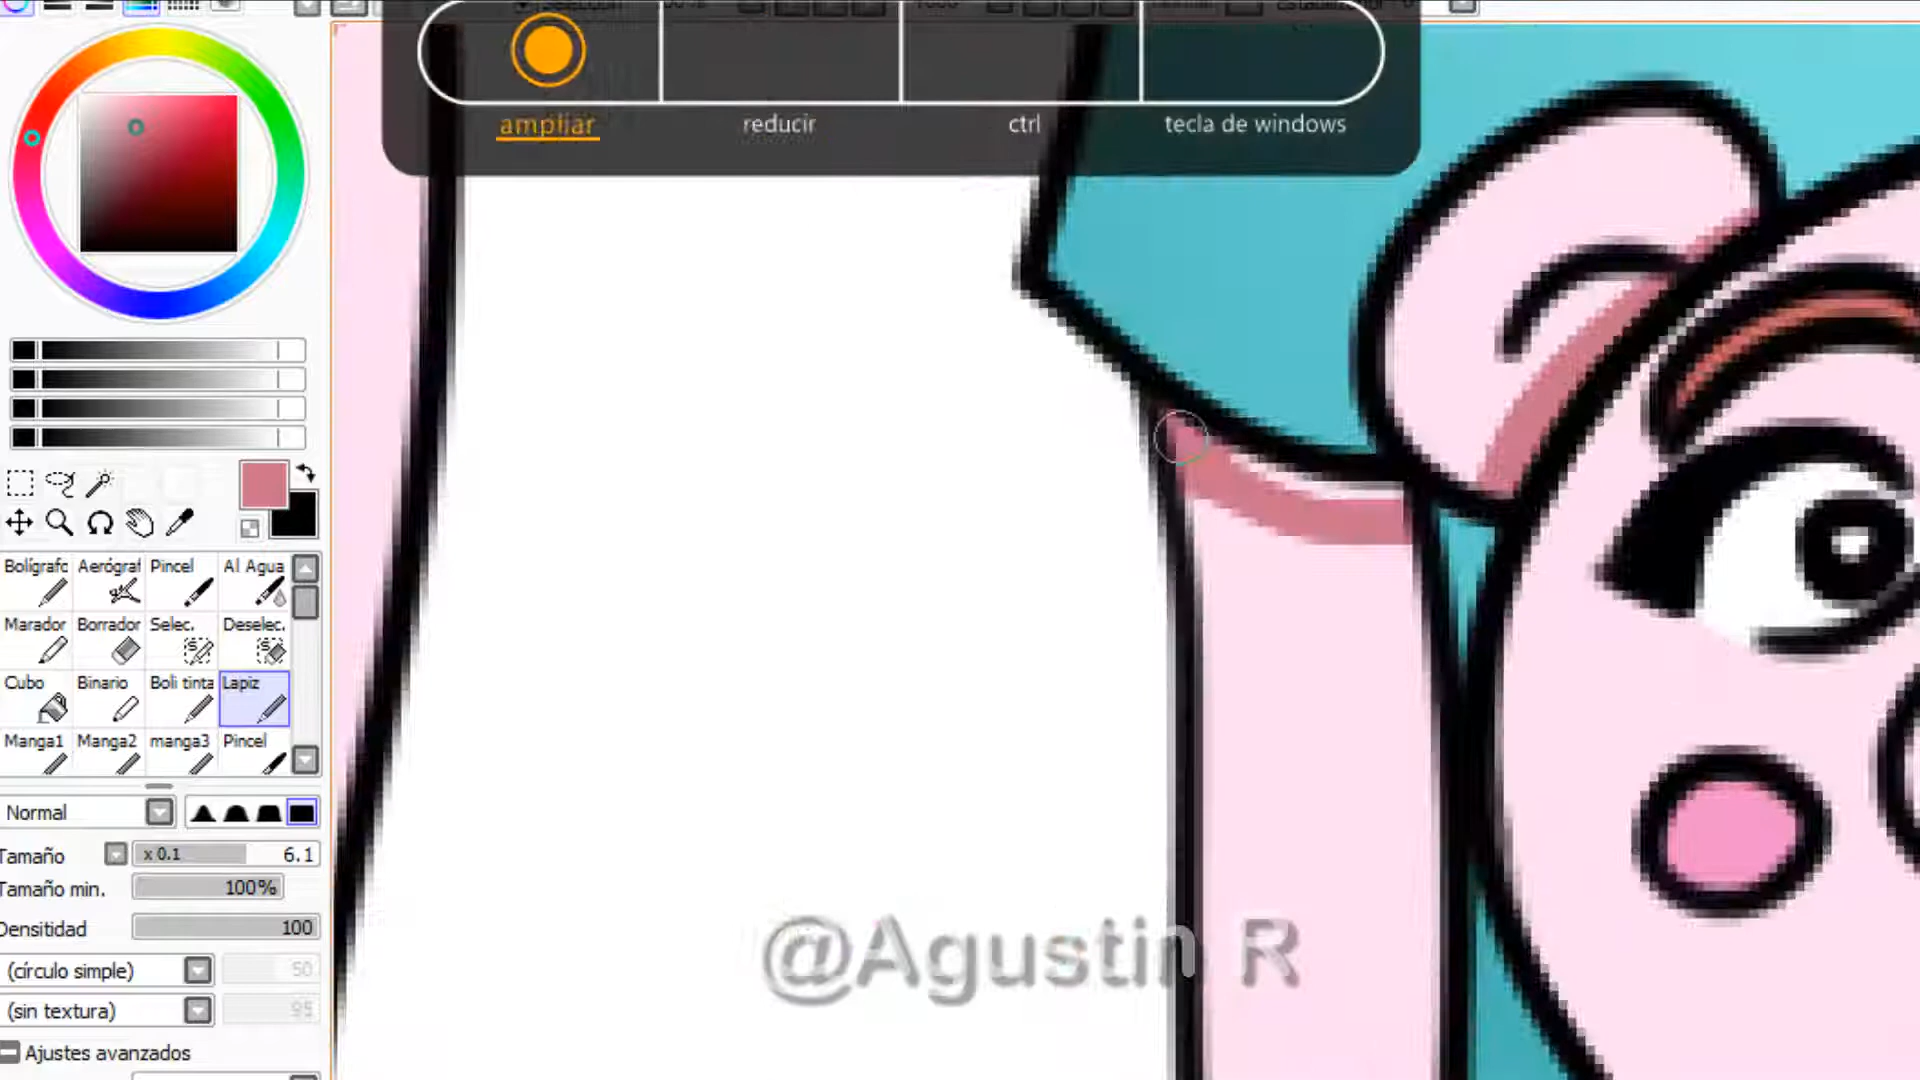 ampliar reducir ctrl tecla de windows
Bolígrafo Aerógraf Pincel Al Agua
Marador Borrador Selec. Deselec.
Cubo Binario Boli tinta Lapiz
Manga1 Manga2 manga3 Pincel
Normal
Tamaño x 0.1 6.1
Tamaño min. 100%
Densitidad 100
(círculo simple) 50
(sin textura) 95
Ajustes avanzados
@Agustin R